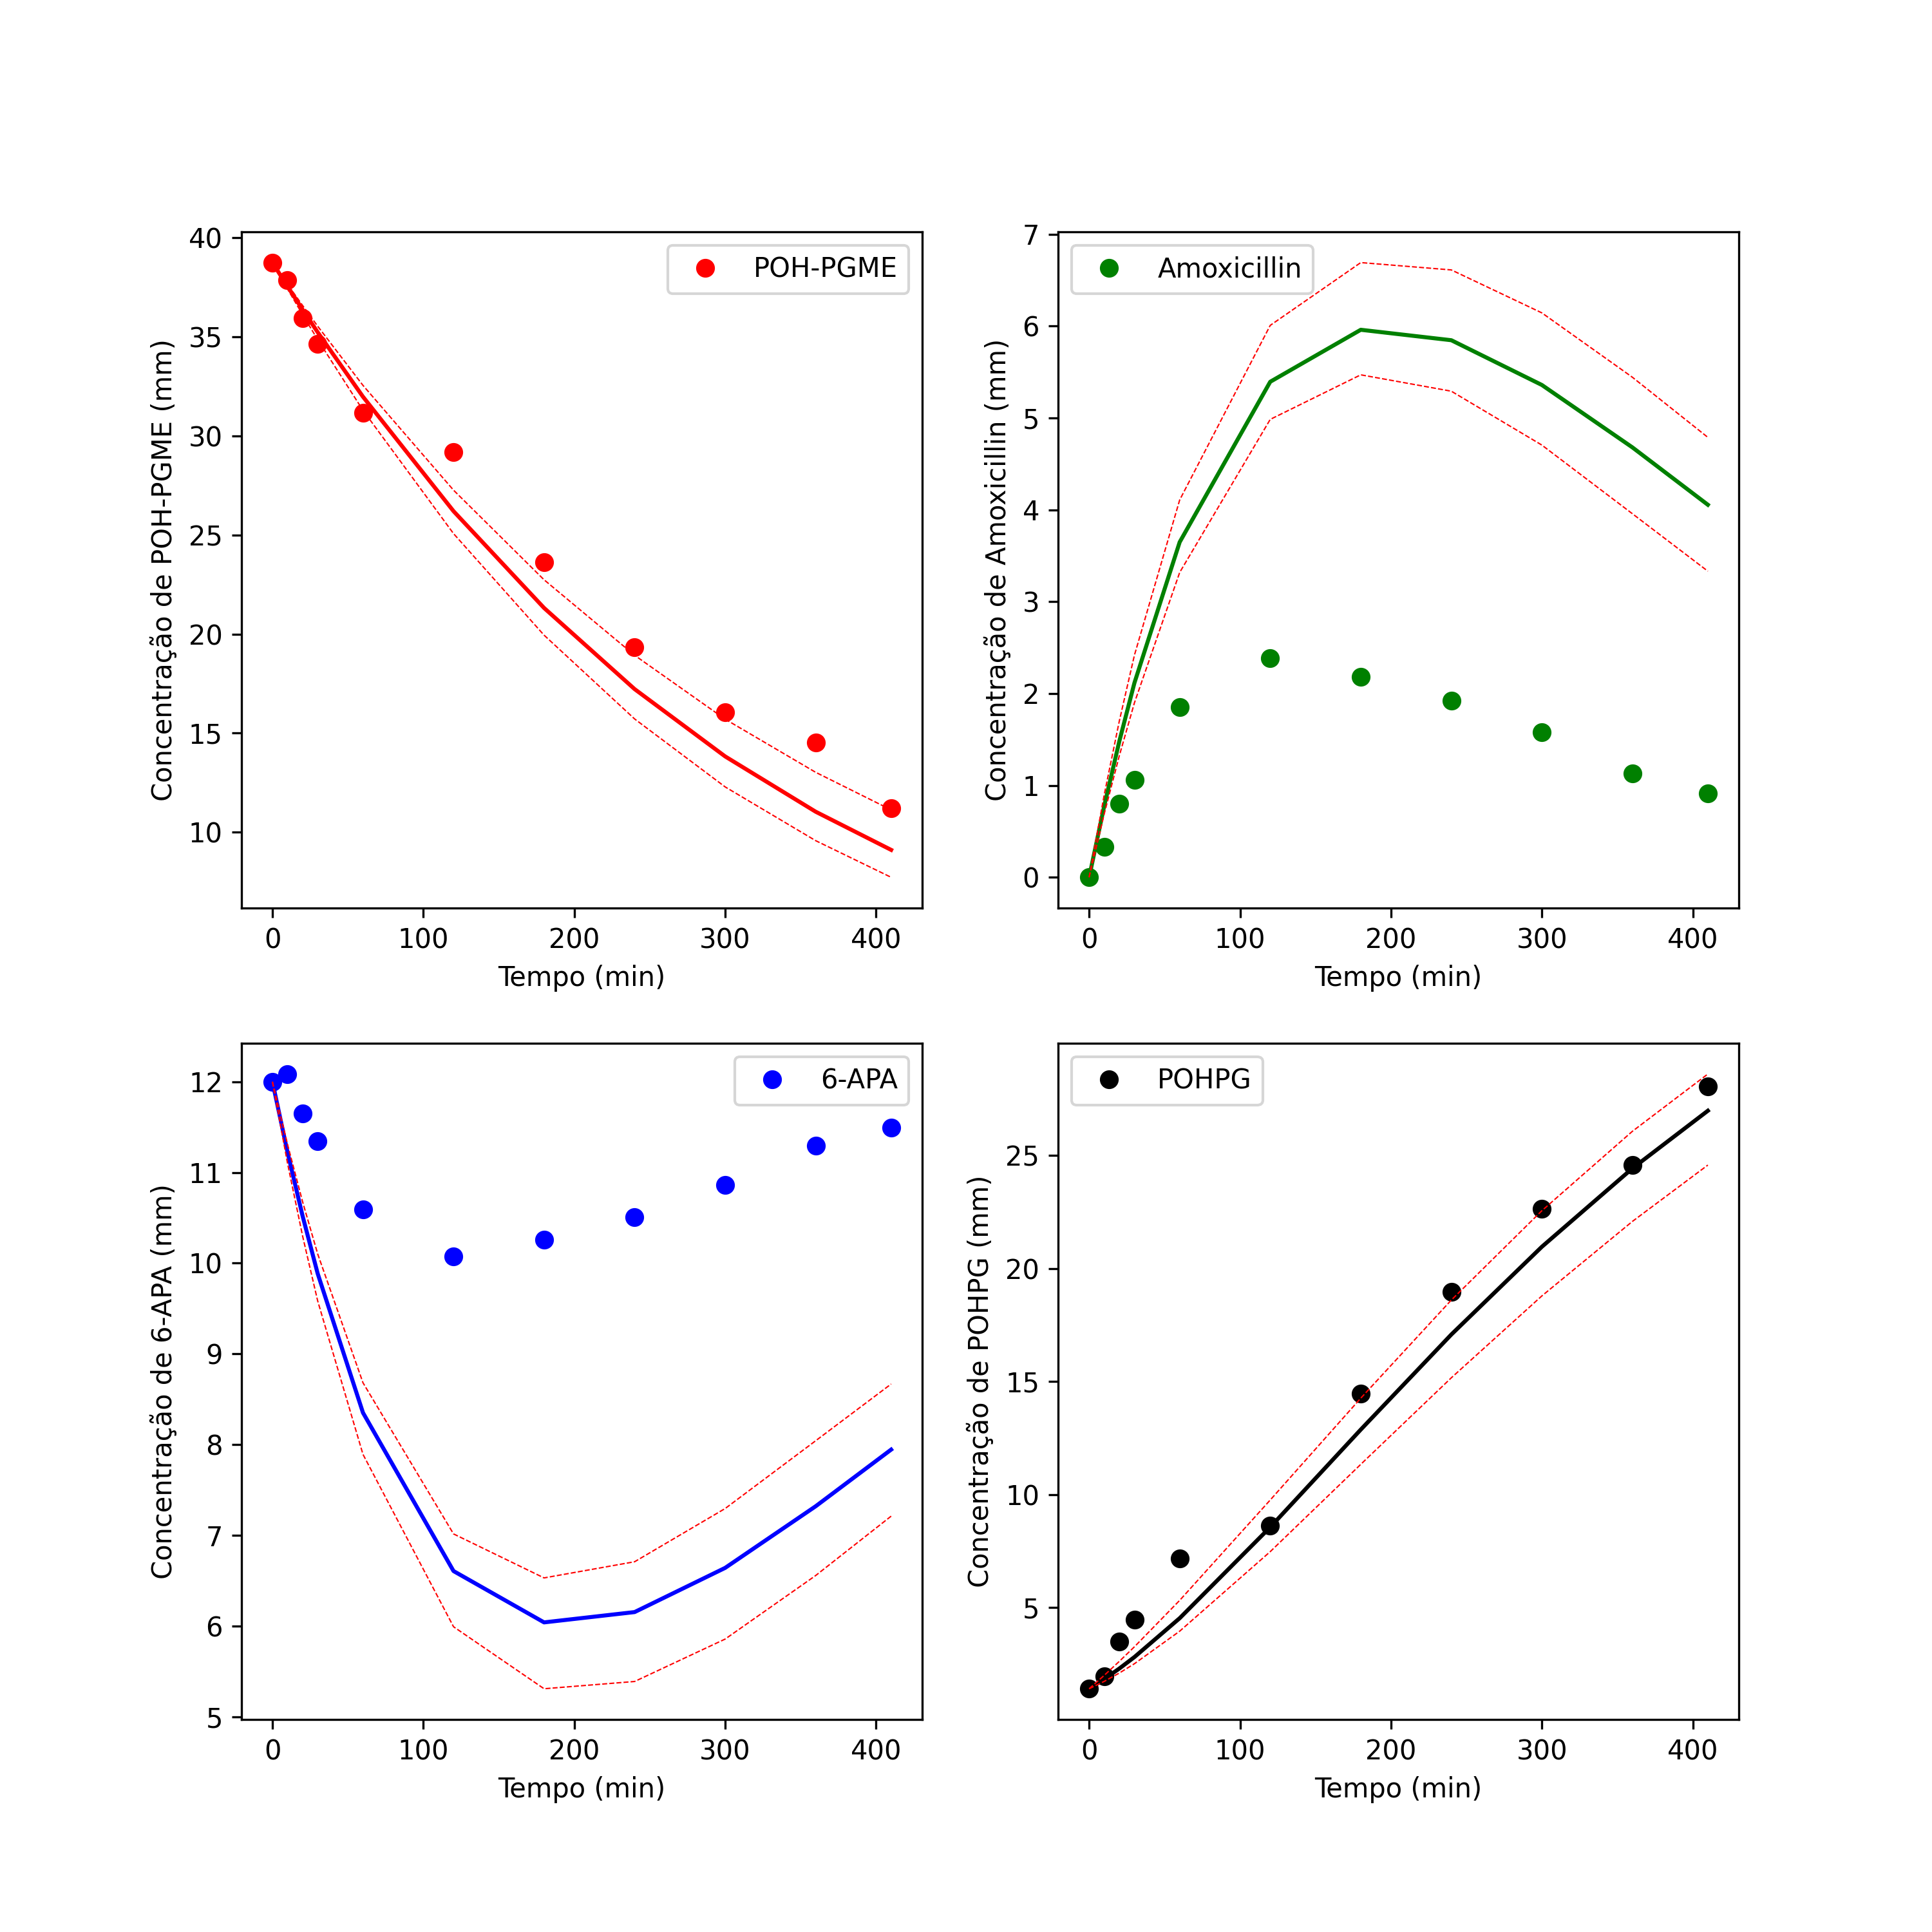 POH-PGME
40
35
30
25
20
15
10
Concentração de POH-PGME (mm)
0 100 200 300 400
Tempo (min)
Amoxicillin
7
6
5
4
3
2
1
0
Concentração de Amoxicillin (mm)
0 100 200 300 400
Tempo (min)
6-APA
12
11
10
9
8
7
6
5
Concentração de 6-APA (mm)
0 100 200 300 400
Tempo (min)
POHPG
25
20
15
10
5
Concentração de POHPG (mm)
0 100 200 300 400
Tempo (min)